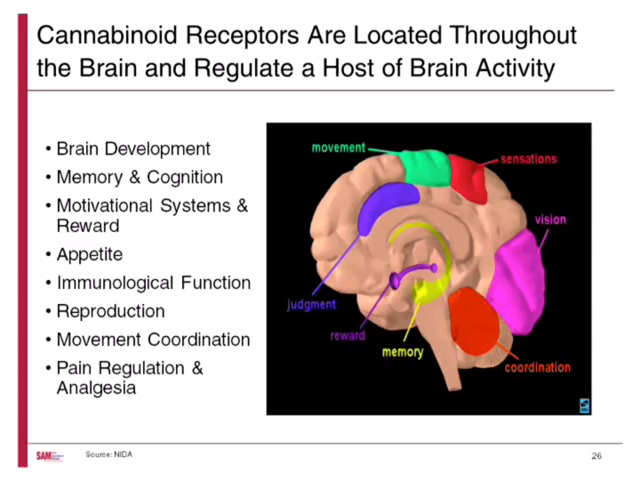 Cannabinoid Receptors Are Located Throughout
the Brain and Regulate a Host of Brain Activity
• Brain Development
• Memory & Cognition
• Motivational Systems &
Reward
• Appetite
• Immunological Function
• Reproduction
• Movement Coordination
• Pain Regulation &
Analgesia
movement
sensations
vision
judgment
reward
memory
coordination
SAM
Source: NIDA
26